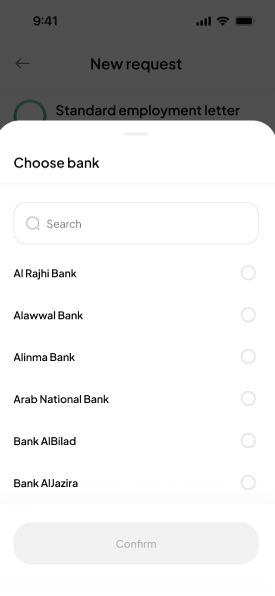 9:41
New request
Standard employment letter
Choose bank
Search
Al Rajhi Bank
Alawwal Bank
Alinma Bank
Arab National Bank
Bank AlBilad
Bank AlJazira
Confirm